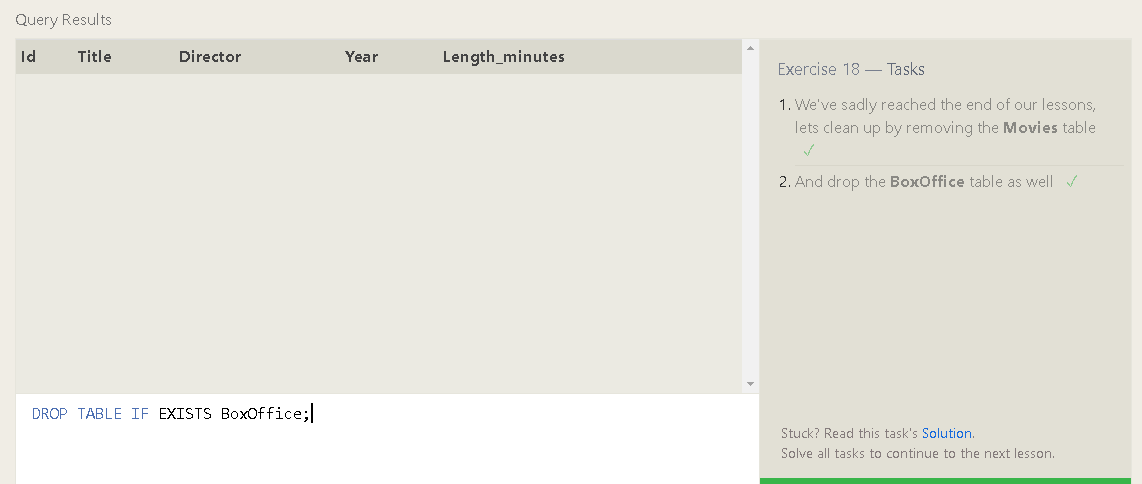 Query Results
Id Title Director Year Length_minutes
Exercise 18 — Tasks
1. We've sadly reached the end of our lessons,
lets clean up by removing the Movies table
✓
2. And drop the BoxOffice table as well ✓
DROP TABLE IF EXISTS BoxOffice;
Stuck? Read this task's Solution.
Solve all tasks to continue to the next lesson.